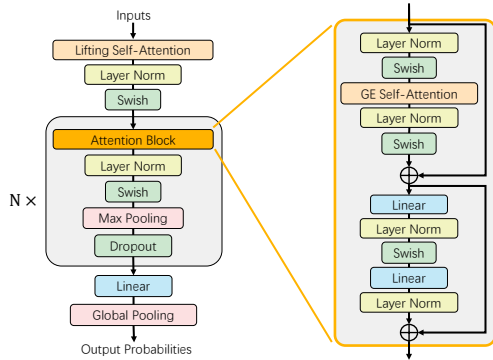 Inputs
Lifting Self-Attention
Layer Norm
Swish
Attention Block
Layer Norm
Swish
Max Pooling
Dropout
N ×
Linear
Global Pooling
Output Probabilities
Layer Norm
Swish
GE Self-Attention
Layer Norm
Swish
Linear
Layer Norm
Swish
Linear
Layer Norm